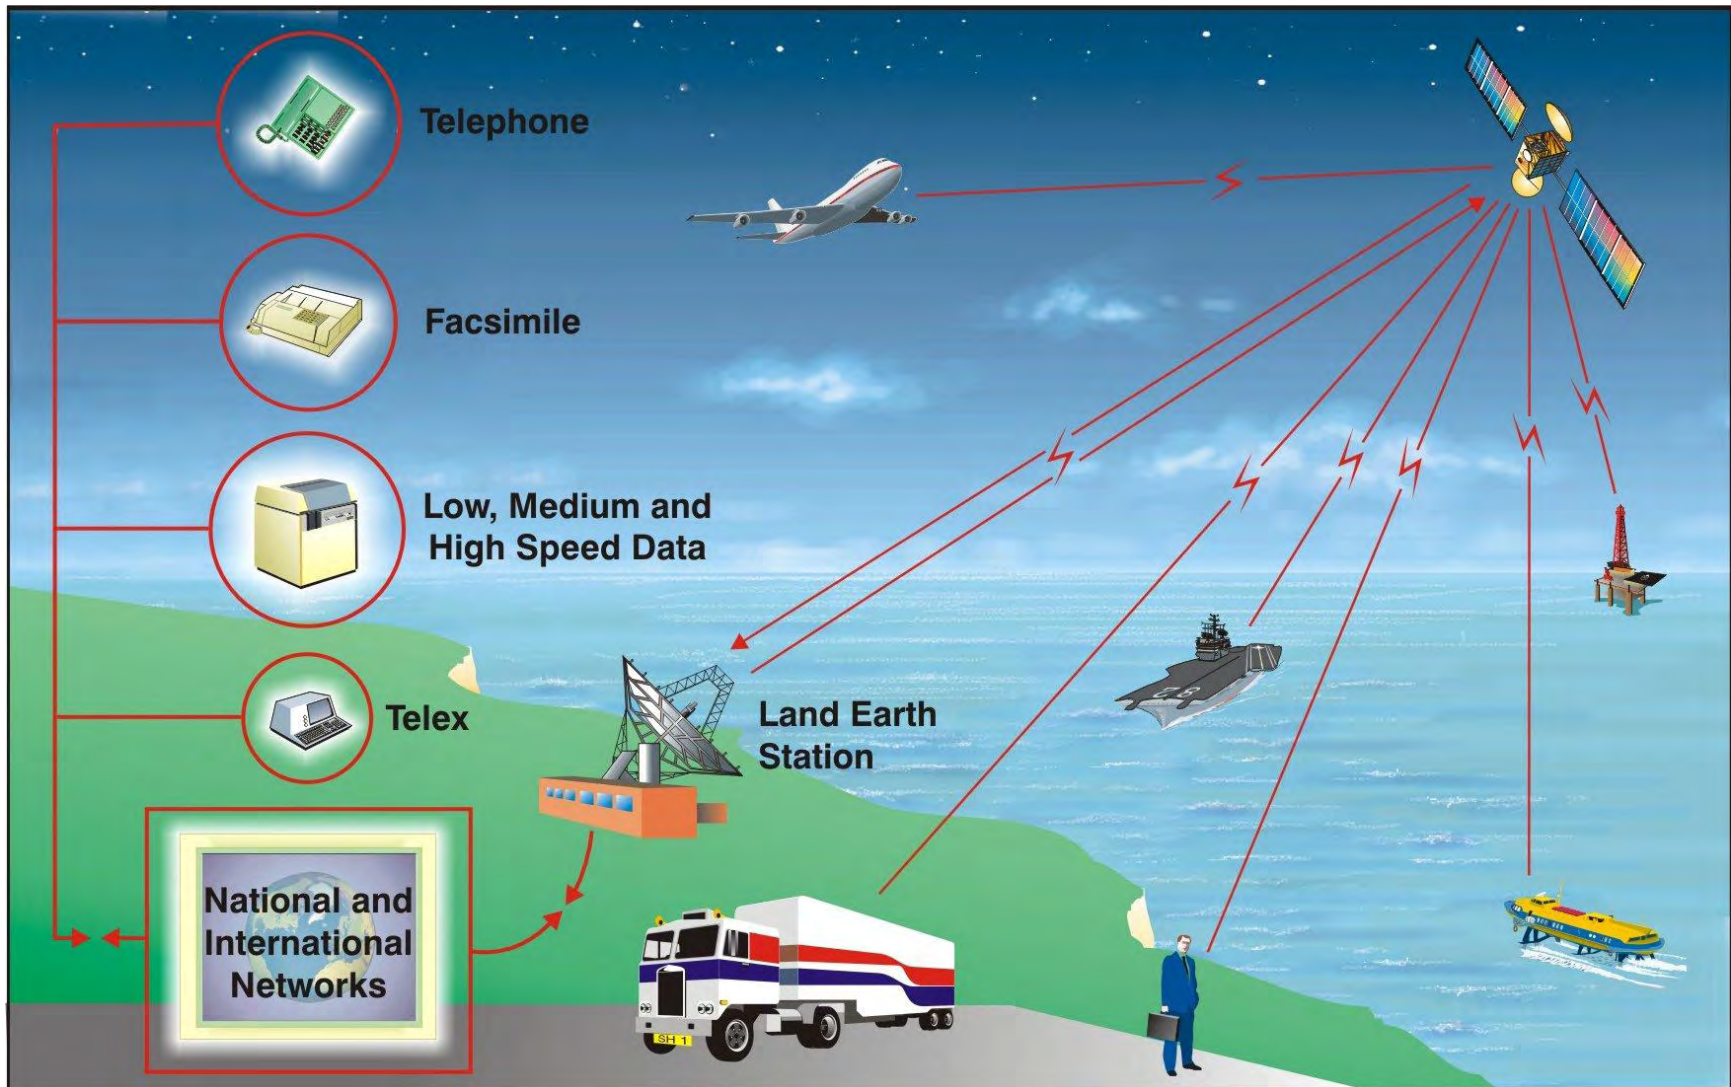 Telephone
Facsimile
Low, Medium and
High Speed Data
Telex
Land Earth
Station
National and
International
Networks
SH 1